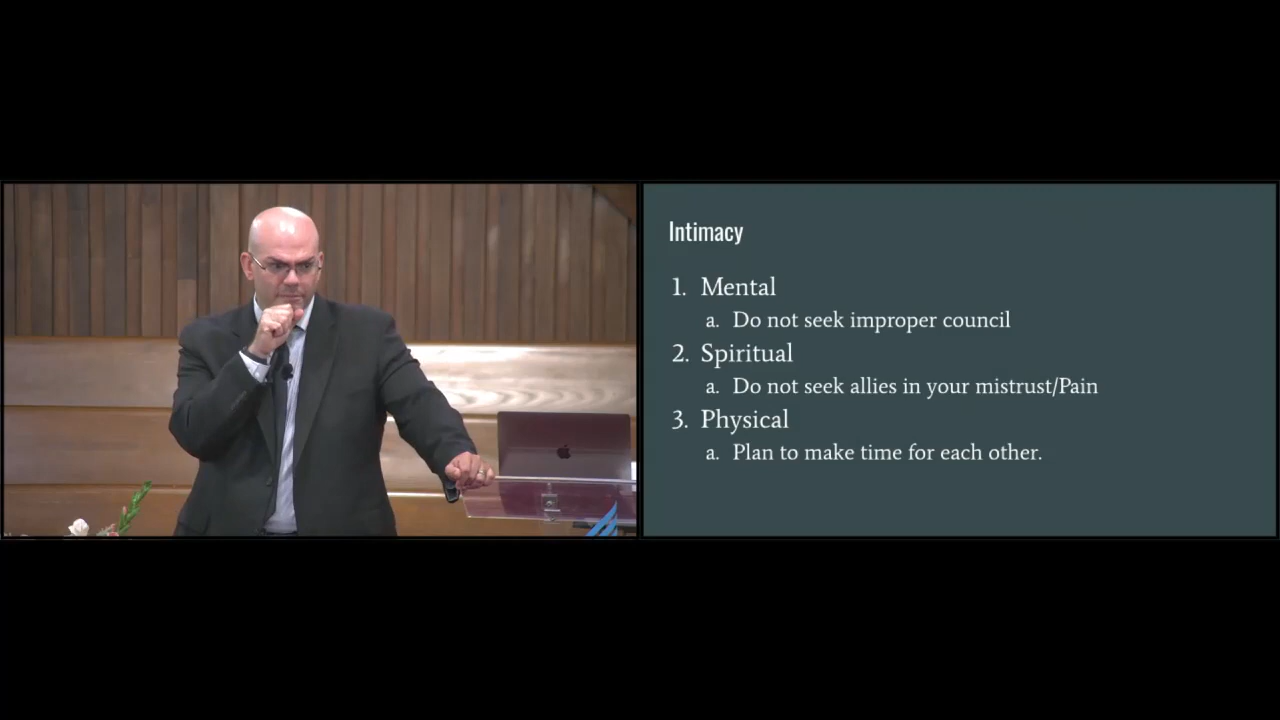 Intimacy
1. Mental
a. Do not seek improper council
2. Spiritual
a. Do not seek allies in your mistrust/Pain
3. Physical
a. Plan to make time for each other.